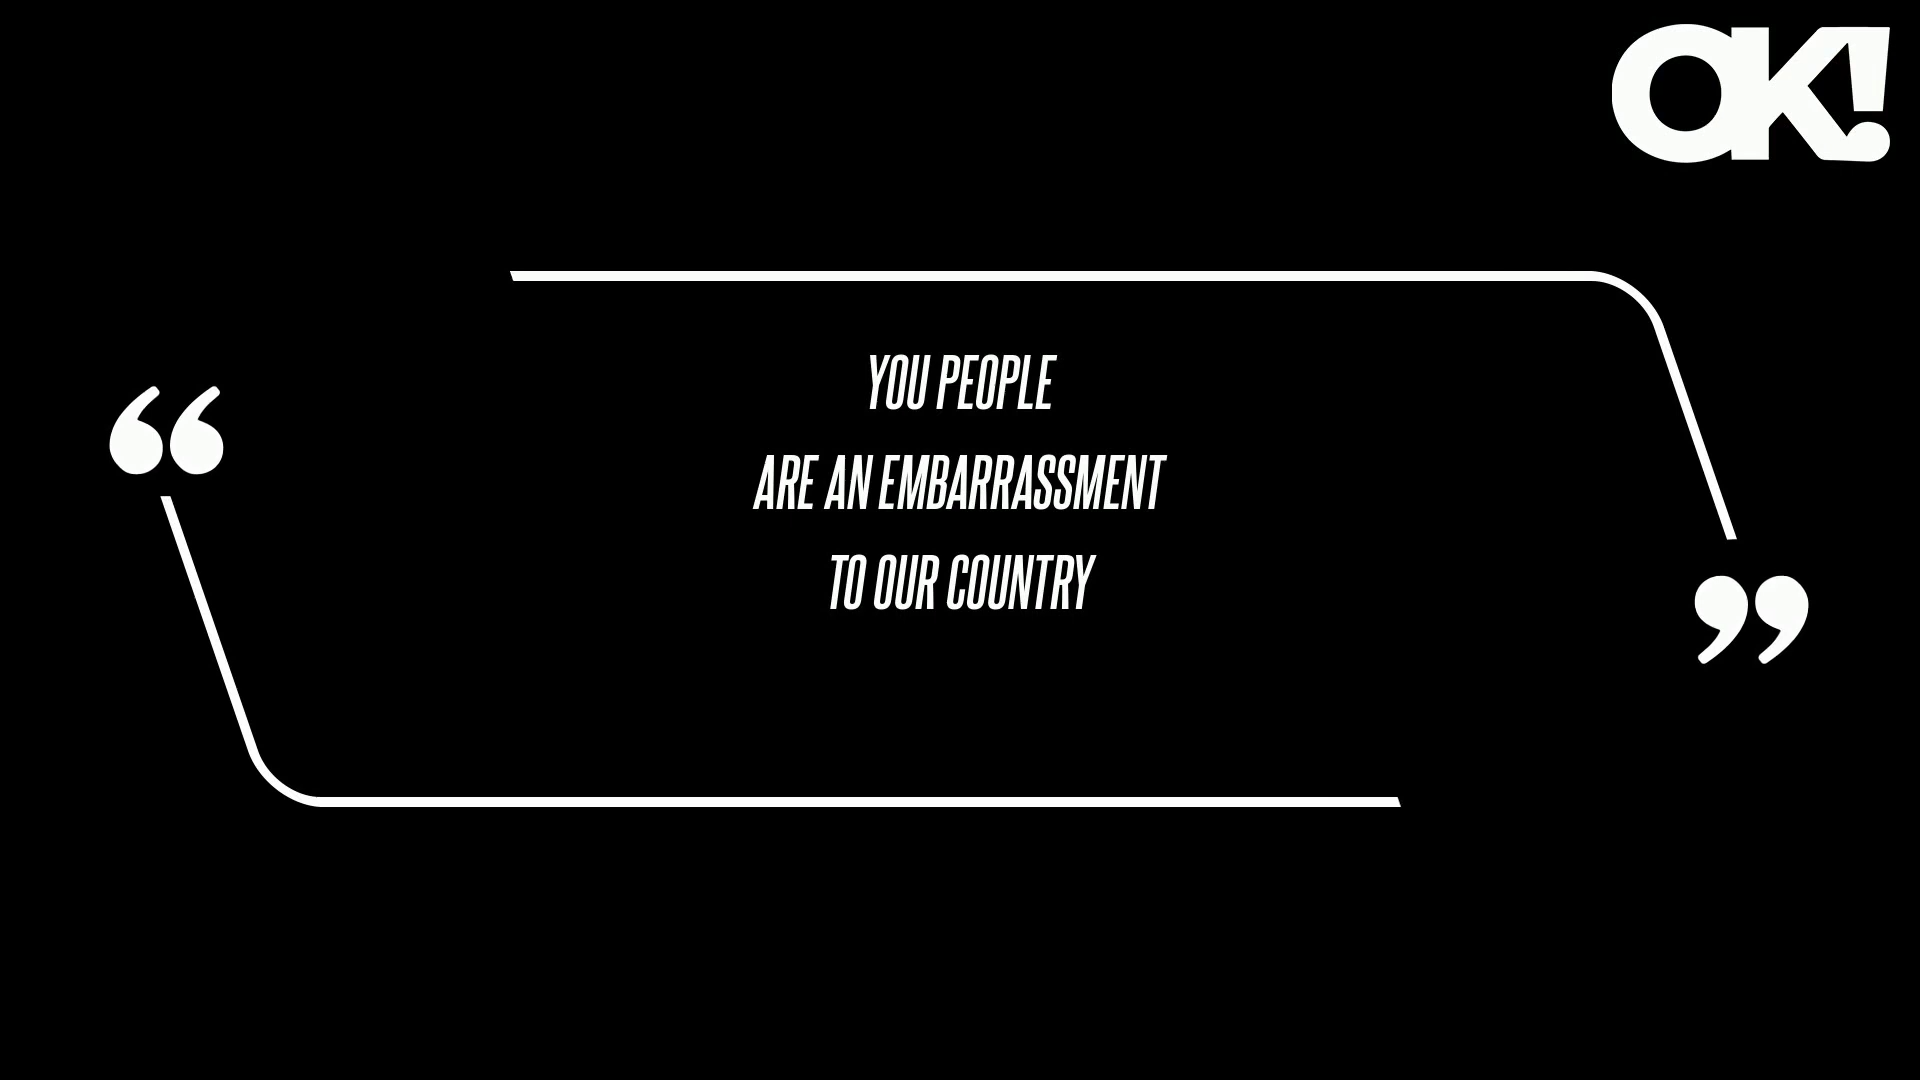 OK!
“
YOU PEOPLE
ARE AN EMBARRASSMENT
TO OUR COUNTRY
”